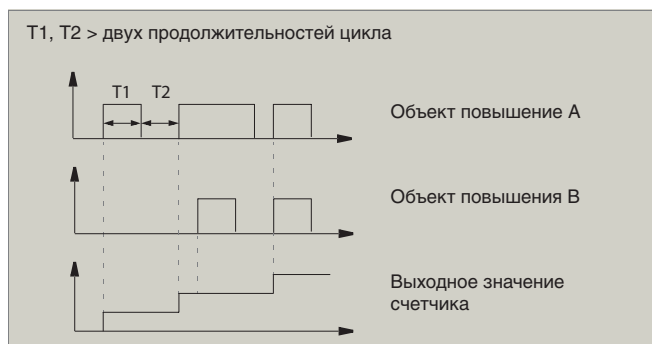 T1, T2 > двух продолжительностей цикла
T1 T2
Объект повышение А
Объект повышения В
Выходное значение
счетчика